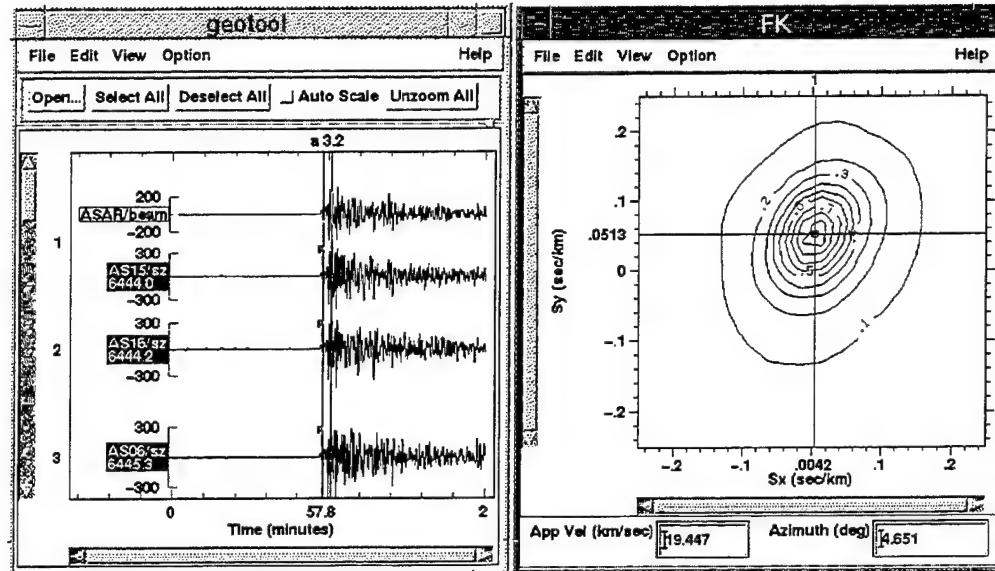 geotool
File Edit View Option Help
Open... Select All Deselect All Auto Scale Unzoom All
a 3.2
200
ASAR/beam
-200
1
300
AS15/sz
6444.0
-300
300
AS16/sz
6444.2
-300
2
300
AS06/sz
6445.3
-300
3
0 57.8 2
Time (minutes)
FK
File Edit View Option Help
1
.2
.1
.0513
0
-.1
-.2
Sy (sec/km)
.3
.2
.7
.5
.1
-.2 -.1 .0042 .1 .2
Sx (sec/km)
App Vel (km/sec) 19.447 Azimuth (deg) 4.651